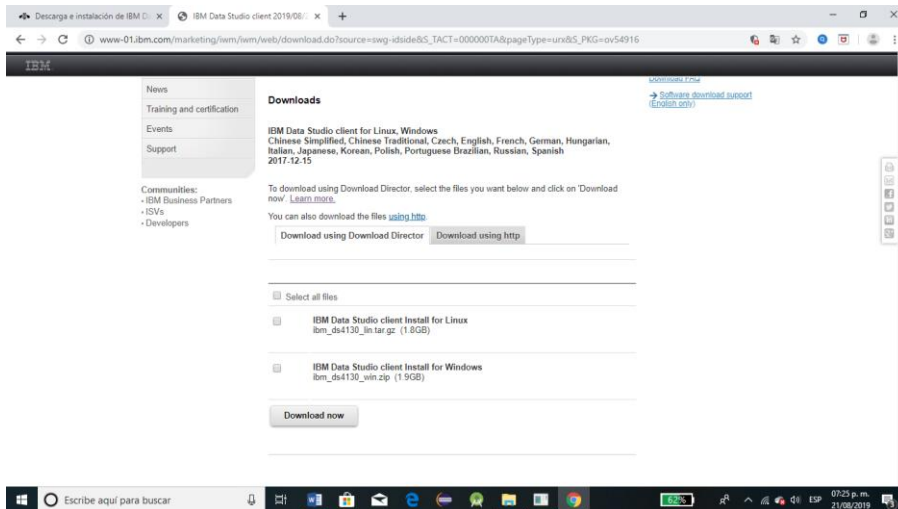 Descarga e instalación de IBM D
IBM Data Studio client 2019/08/
www-01.ibm.com/marketing/iwm/iwm/web/download.do?source=swg-idside&S_TACT=000000TA&pageType=urx&S_PKG=ov54916
IBM
News
Training and certification
Events
Support
Communities:
IBM Business Partners
ISVs
Developers
Downloads
IBM Data Studio client for Linux, Windows
Chinese Simplified, Chinese Traditional, Czech, English, French, German, Hungarian,
Italian, Japanese, Korean, Polish, Portuguese Brazilian, Russian, Spanish
2017-12-15
To download using Download Director, select the files you want below and click on 'Download
now'. Learn more.
You can also download the files using http.
Download using Download Director
Download using http
Select all files
IBM Data Studio client Install for Linux
ibm_ds4130_lin.tar.gz (1.8GB)
IBM Data Studio client Install for Windows
ibm_ds4130_win.zip (1.9GB)
Download now
Download FAQ
Software download support
(English only)
Escribe aquí para buscar
62%
ESP
07:25 p. m.
21/08/2019